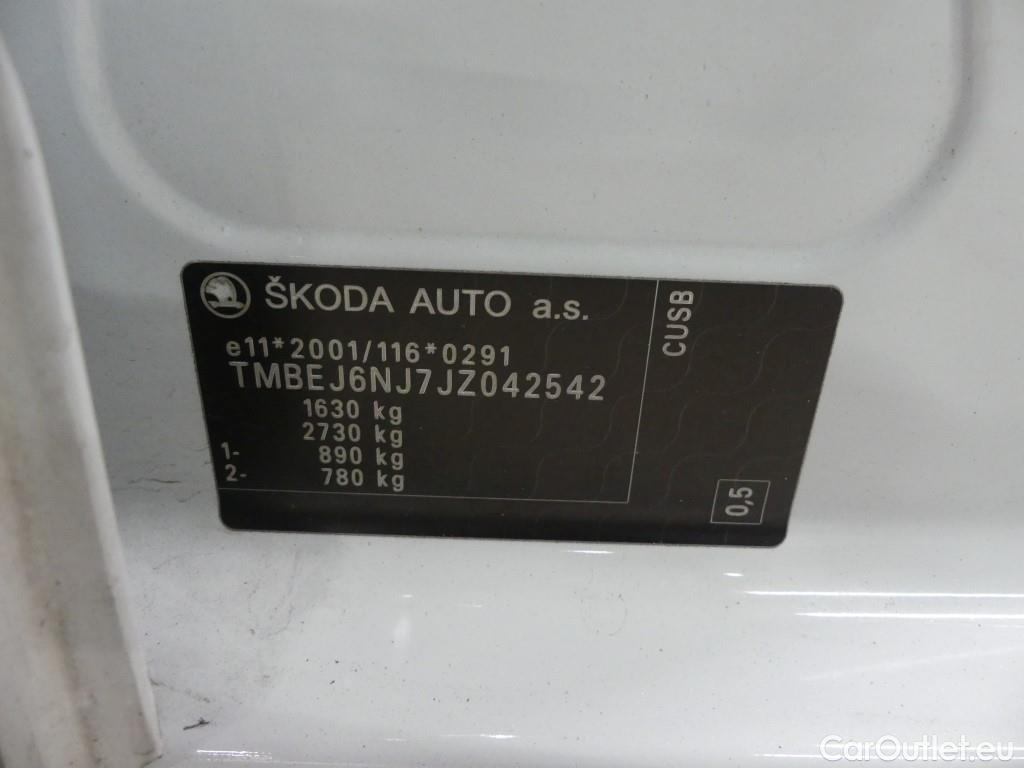 ŠKODA AUTO a.s.
e11*2001/116*0291
TMBEJ6NJ7JZ042542
1630 kg
2730 kg
1- 890 kg
2- 780 kg
CUSB
0,5
CarOutlet.eu